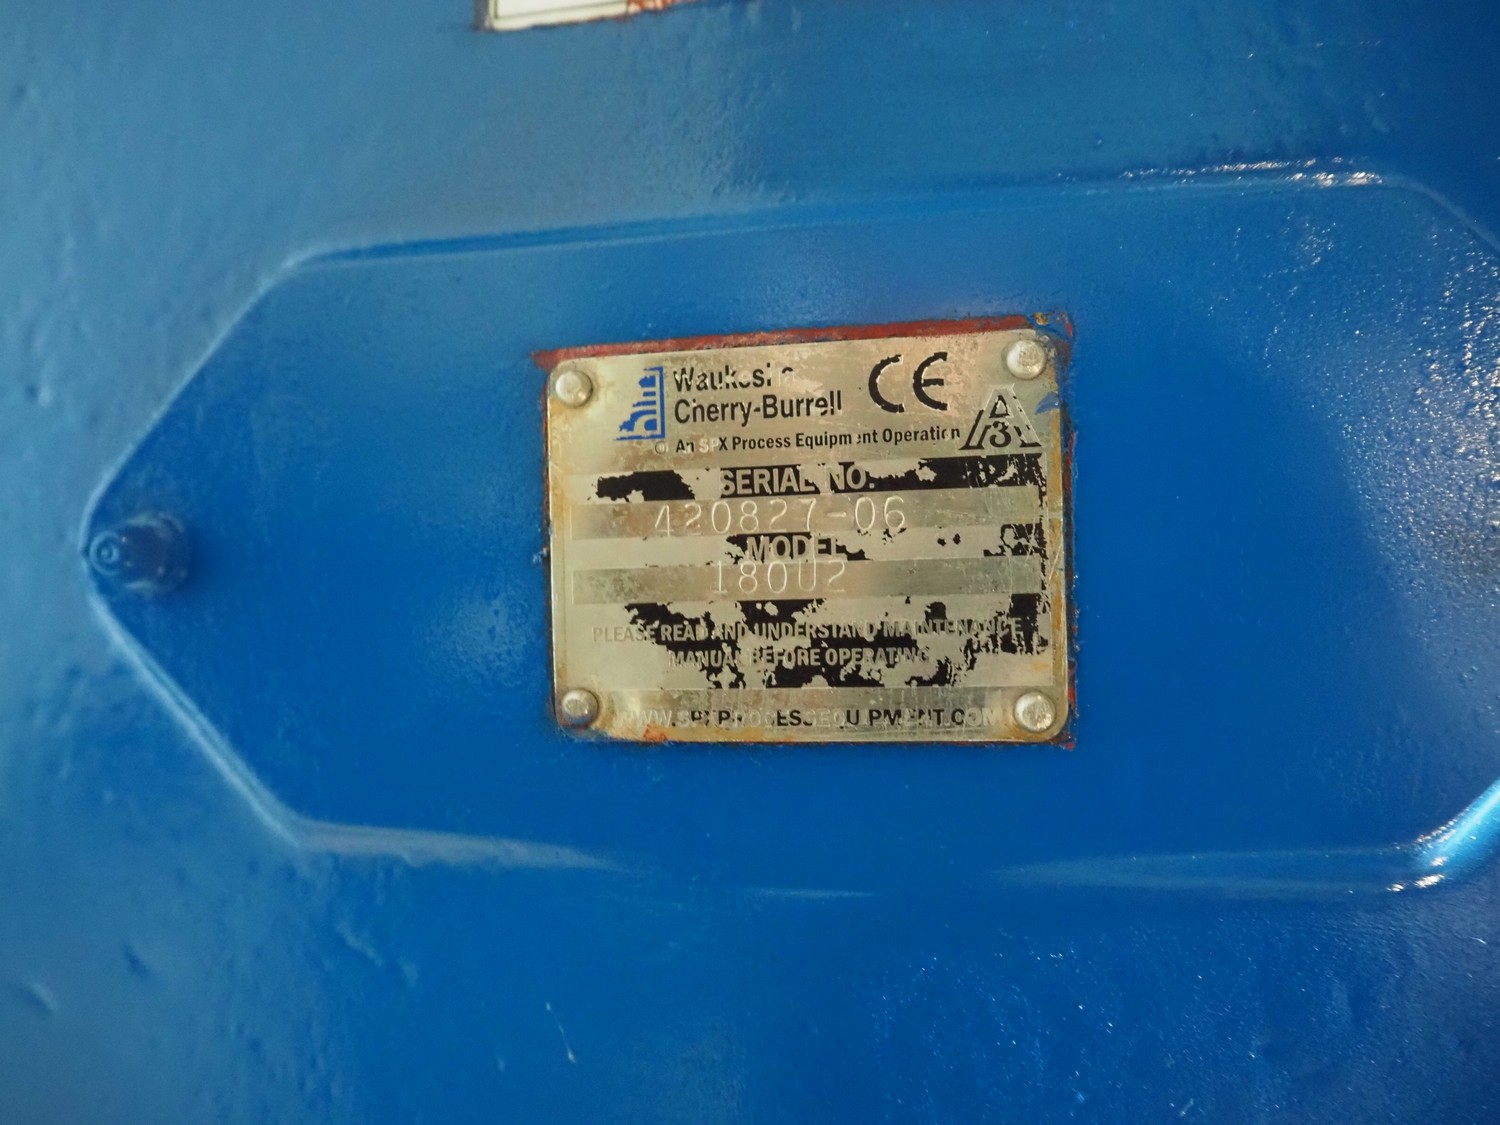 Waukesha
Cherry-Burrell
CE
An SPX Process Equipment Operation
A
3
SERIAL NO.
420827-06
MODEL
180U2
PLEASE READ AND UNDERSTAND MAINTENANCE
MANUAL BEFORE OPERATING
WWW.SPXPROCESSEQUIPMENT.COM